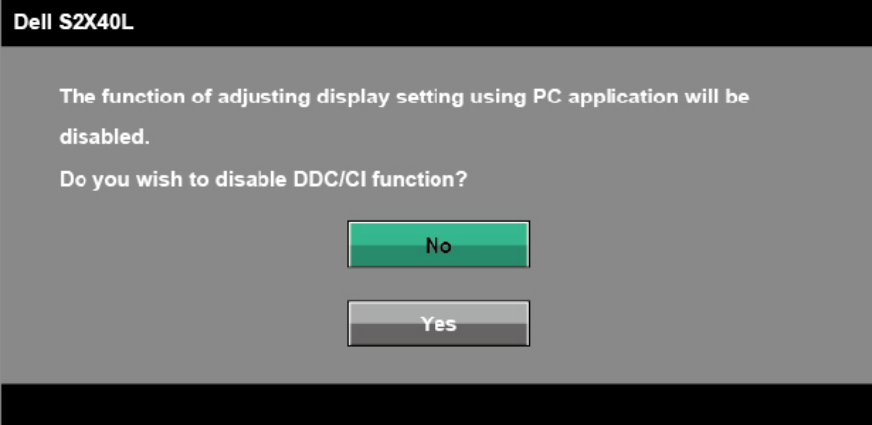 Dell S2X40L
The function of adjusting display setting using PC application will be
disabled.
Do you wish to disable DDC/CI function?
No
Yes